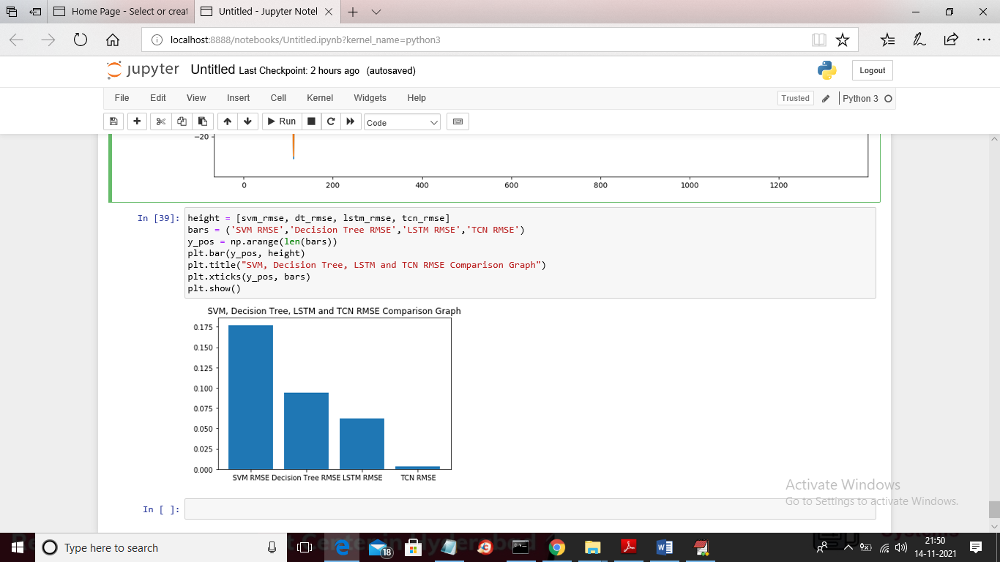 Home Page - Select or creat
Untitled - Jupyter Notel
localhost:8888/notebooks/Untitled.ipynb?kernel_name=python3
jupyter Untitled Last Checkpoint: 2 hours ago (autosaved)
Logout
File Edit View Insert Cell Kernel Widgets Help
Trusted
Python 3
Run
Code
−20
0 200 400 600 800 1000 1200
In [39]:
height = [svm_rmse, dt_rmse, lstm_rmse, tcn_rmse]
bars = ('SVM RMSE','Decision Tree RMSE','LSTM RMSE','TCN RMSE')
y_pos = np.arange(len(bars))
plt.bar(y_pos, height)
plt.title("SVM, Decision Tree, LSTM and TCN RMSE Comparison Graph")
plt.xticks(y_pos, bars)
plt.show()
SVM, Decision Tree, LSTM and TCN RMSE Comparison Graph
0.175
0.150
0.125
0.100
0.075
0.050
0.025
0.000
SVM RMSE Decision Tree RMSE LSTM RMSE TCN RMSE
In [ ]:
Activate Windows
Go to Settings to activate Windows.
Type here to search
18
21:50
14-11-2021